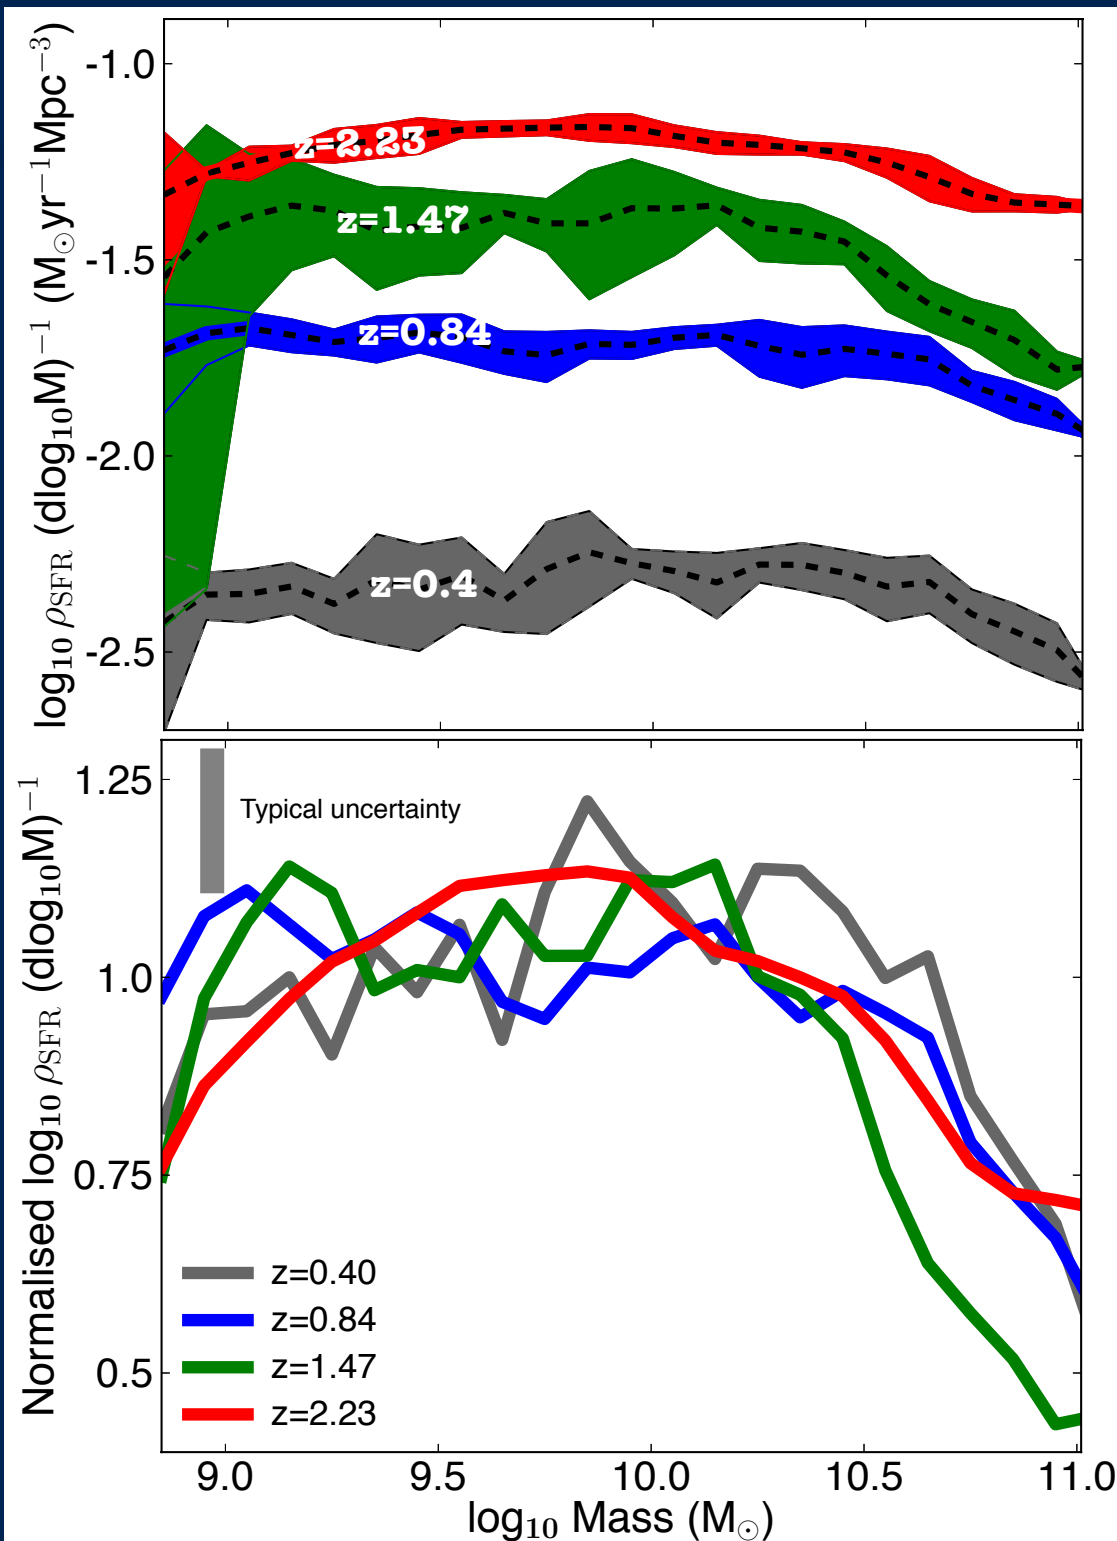 log₁₀ ρSFR (dlog₁₀M)⁻¹ (M⊙yr⁻¹Mpc⁻³)
-1.0
-1.5
-2.0
-2.5
z=2.23
z=1.47
z=0.84
z=0.4
Normalised log₁₀ ρSFR (dlog₁₀M)⁻¹
1.25
1.0
0.75
0.5
Typical uncertainty
z=0.40
z=0.84
z=1.47
z=2.23
9.0 9.5 10.0 10.5 11.0
log₁₀ Mass (M⊙)